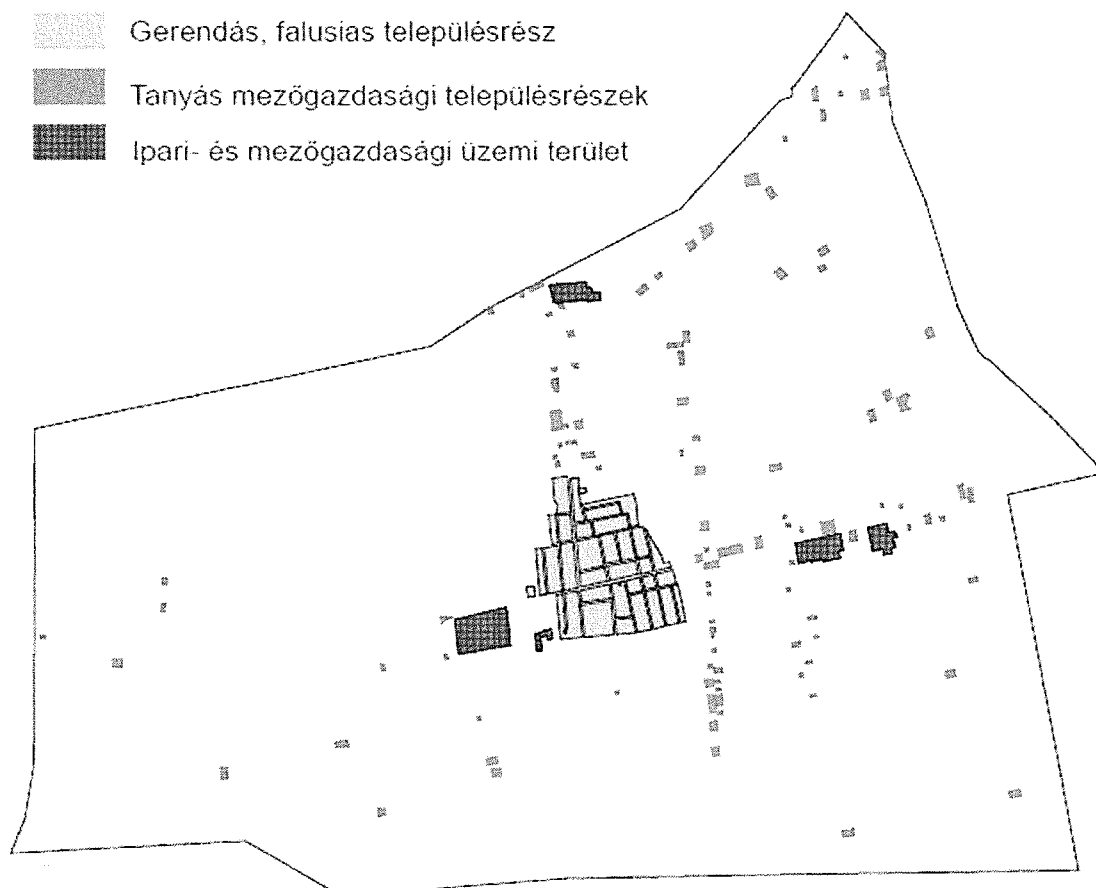 Gerendás, falusias településrész
Tanyás mezőgazdasági településrészek
Ipari- és mezőgazdasági üzemi terület